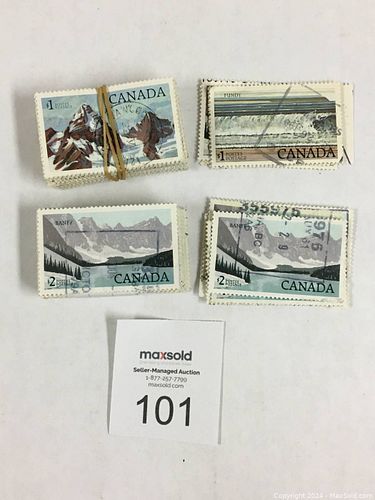 $1
CANADA
FUNDY
$1
CANADA
BANFF
$2
CANADA
BANFF
$2
CANADA
maxsold
Seller-Managed Auction
1-877-257-7799
maxsold.com
101
Copyright 2024 - MaxSold.com